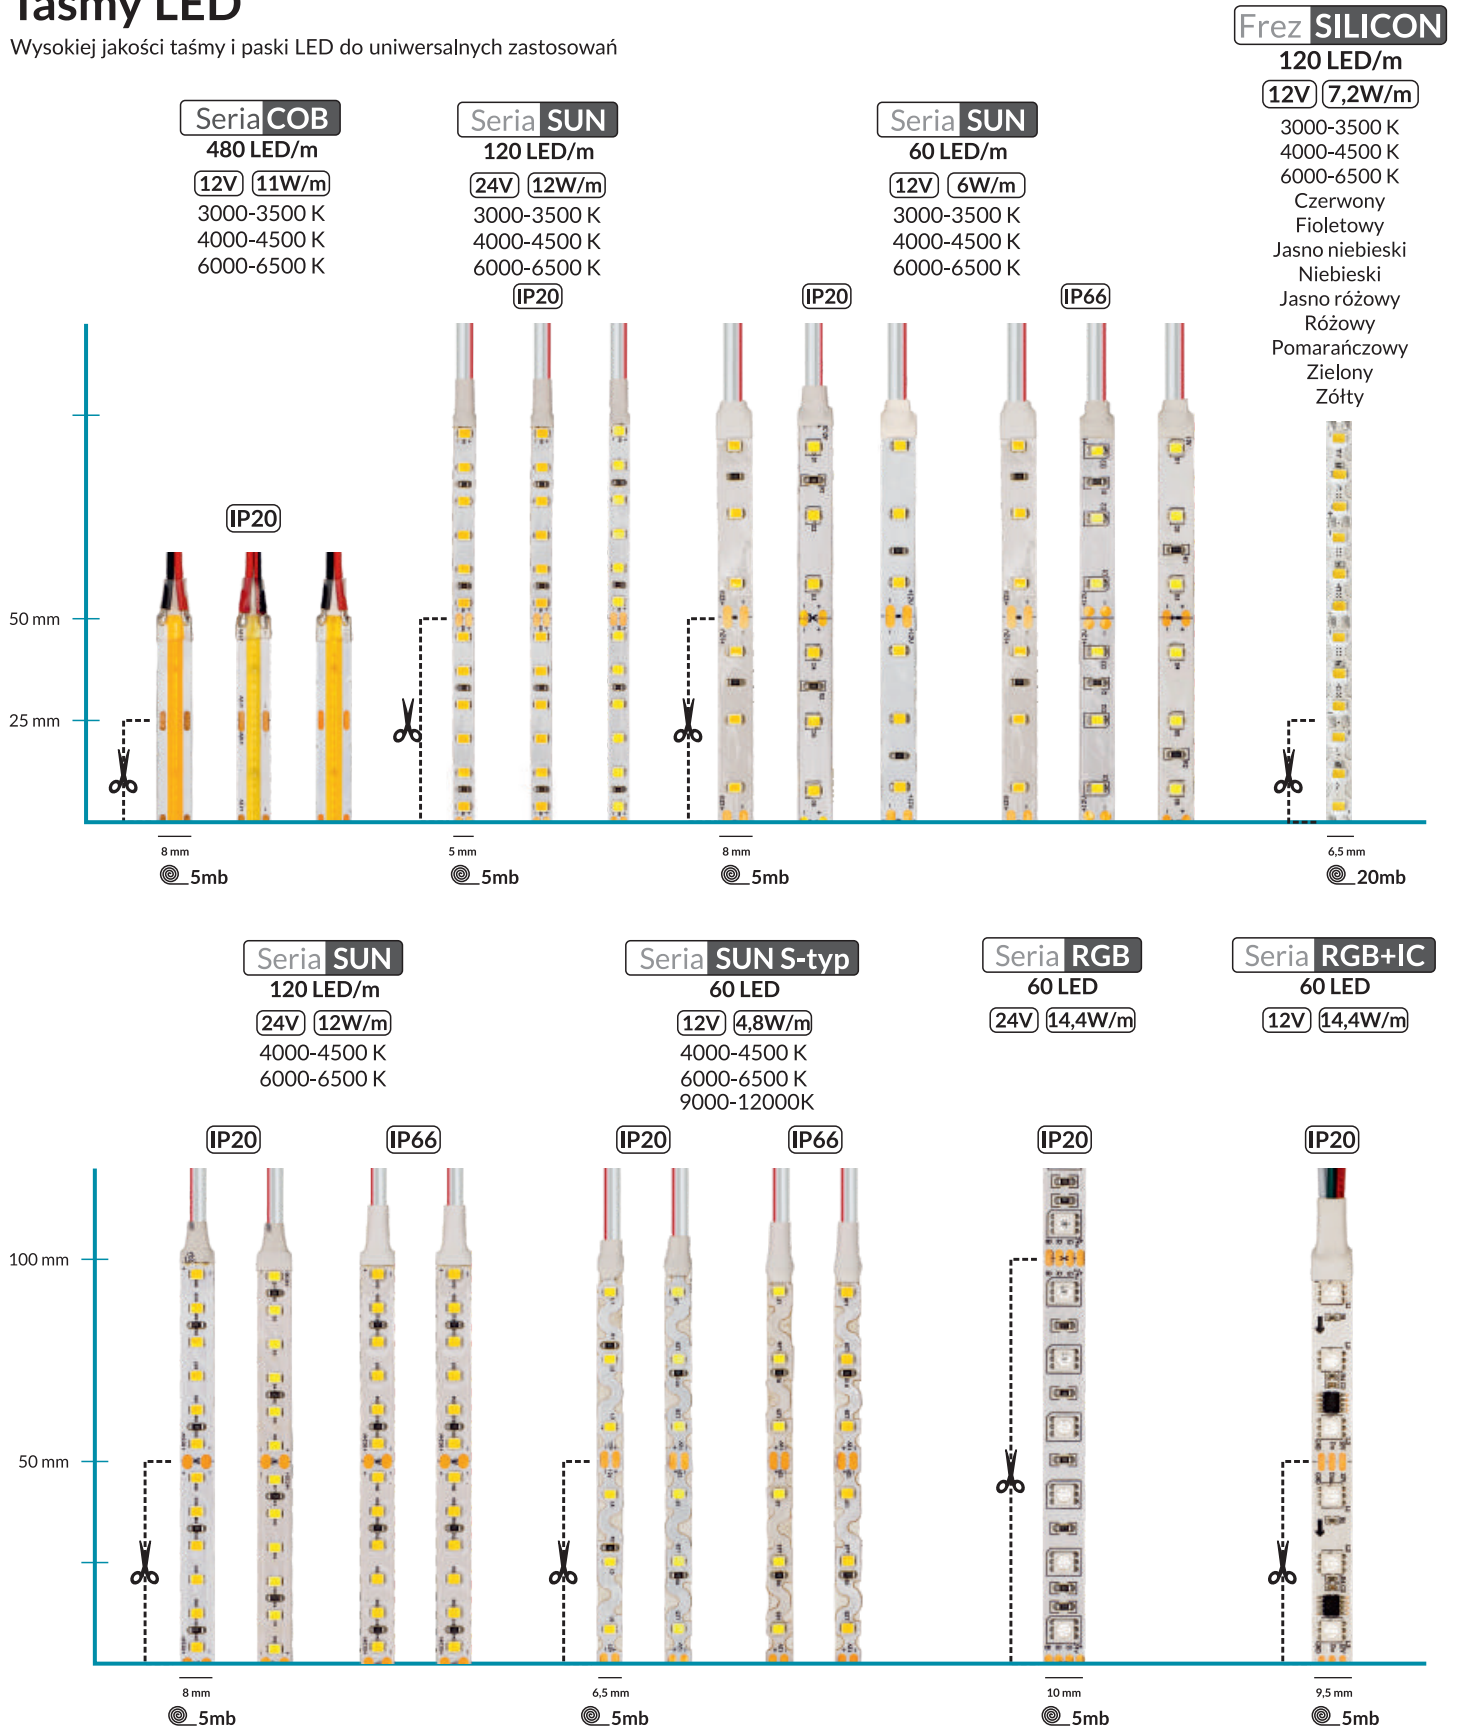 Taśmy LED
Wysokiej jakości taśmy i paski LED do uniwersalnych zastosowań
Seria COB
480 LED/m
12V 11W/m
3000-3500 K
4000-4500 K
6000-6500 K
IP20
Seria SUN
120 LED/m
24V 12W/m
3000-3500 K
4000-4500 K
6000-6500 K
IP20
Seria SUN
60 LED/m
12V 6W/m
3000-3500 K
4000-4500 K
6000-6500 K
IP20
IP66
Frez SILICON
120 LED/m
12V 7,2W/m
3000-3500 K
4000-4500 K
6000-6500 K
Czerwony
Fioletowy
Jasno niebieski
Niebieski
Jasno różowy
Różowy
Pomarańczowy
Zielony
Zółty
50 mm
25 mm
8 mm
5mb
5 mm
5mb
8 mm
5mb
6,5 mm
20mb
Seria SUN
120 LED/m
24V 12W/m
4000-4500 K
6000-6500 K
IP20
IP66
Seria SUN S-typ
60 LED
12V 4,8W/m
4000-4500 K
6000-6500 K
9000-12000K
IP20
IP66
Seria RGB
60 LED
24V 14,4W/m
IP20
Seria RGB+IC
60 LED
12V 14,4W/m
IP20
100 mm
50 mm
8 mm
5mb
6,5 mm
5mb
10 mm
5mb
9,5 mm
5mb